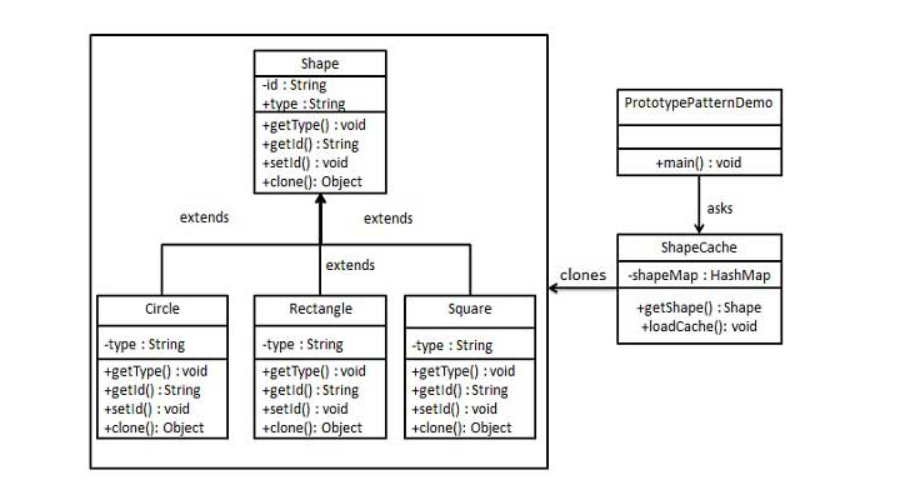 Shape
-id : String
+type : String
+getType() : void
+getId() : String
+setId() : void
+clone(): Object
extends
extends
extends
Circle
-type : String
+getType() : void
+getId() : String
+setId() : void
+clone(): Object
Rectangle
-type : String
+getType() : void
+getId() : String
+setId() : void
+clone(): Object
Square
-type : String
+getType() : void
+getId() : String
+setId() : void
+clone(): Object
PrototypePatternDemo
+main() : void
asks
ShapeCache
-shapeMap : HashMap
+getShape() : Shape
+loadCache(): void
clones